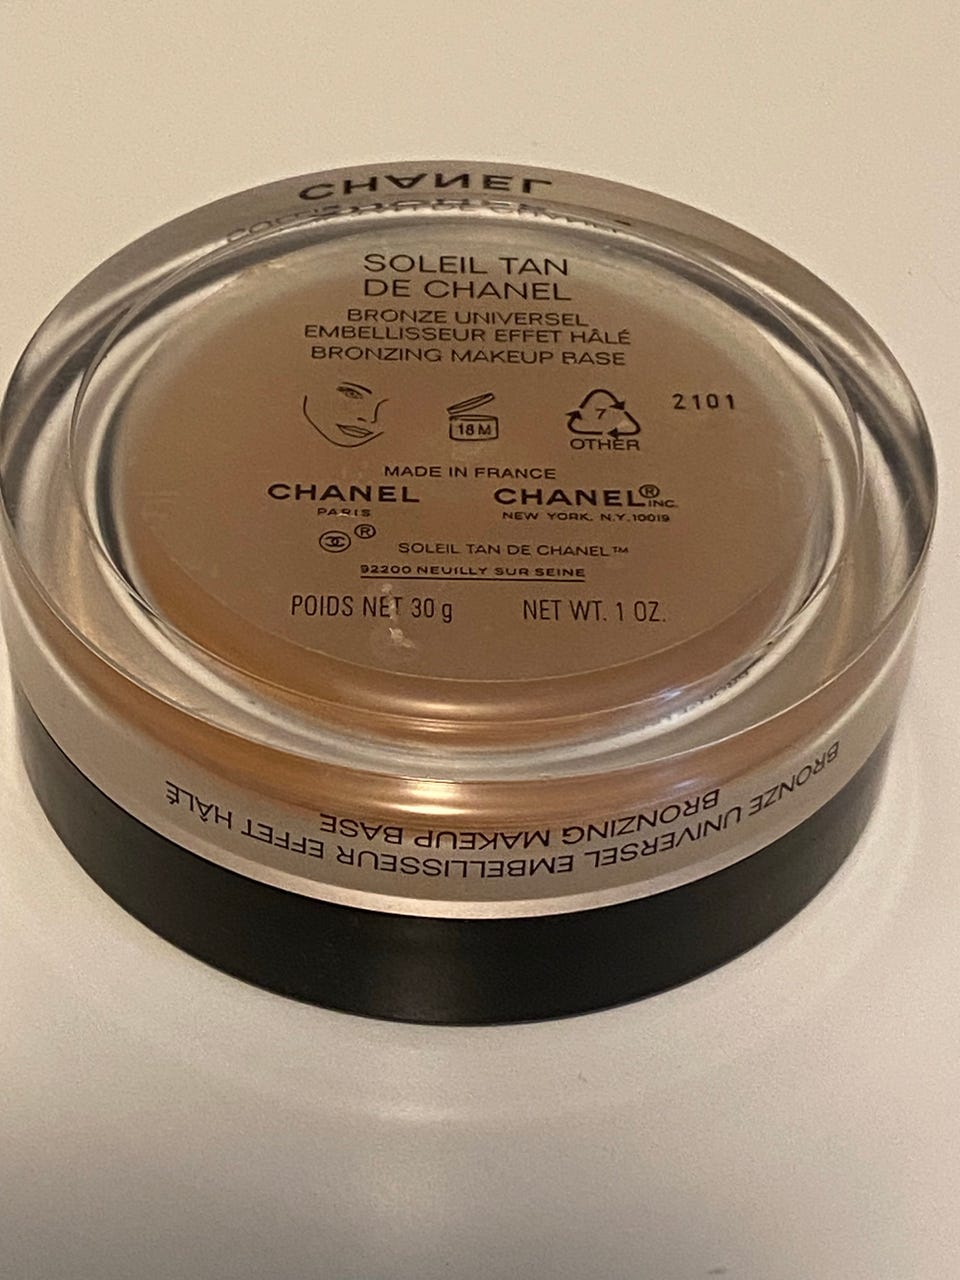 CHANEL
SOLEIL TAN
DE CHANEL
BRONZE UNIVERSEL
EMBELLISSEUR EFFET HÂLÉ
BRONZING MAKEUP BASE
18M
7
OTHER
2101
MADE IN FRANCE
CHANEL
PARIS
CHANEL® INC.
NEW YORK, N.Y. 10019
®
SOLEIL TAN DE CHANEL™
92200 NEUILLY SUR SEINE
POIDS NET 30 g NET WT. 1 OZ.
BRONZE UNIVERSEL EMBELLISSEUR EFFET HÂLÉ
BRONZING MAKEUP BASE